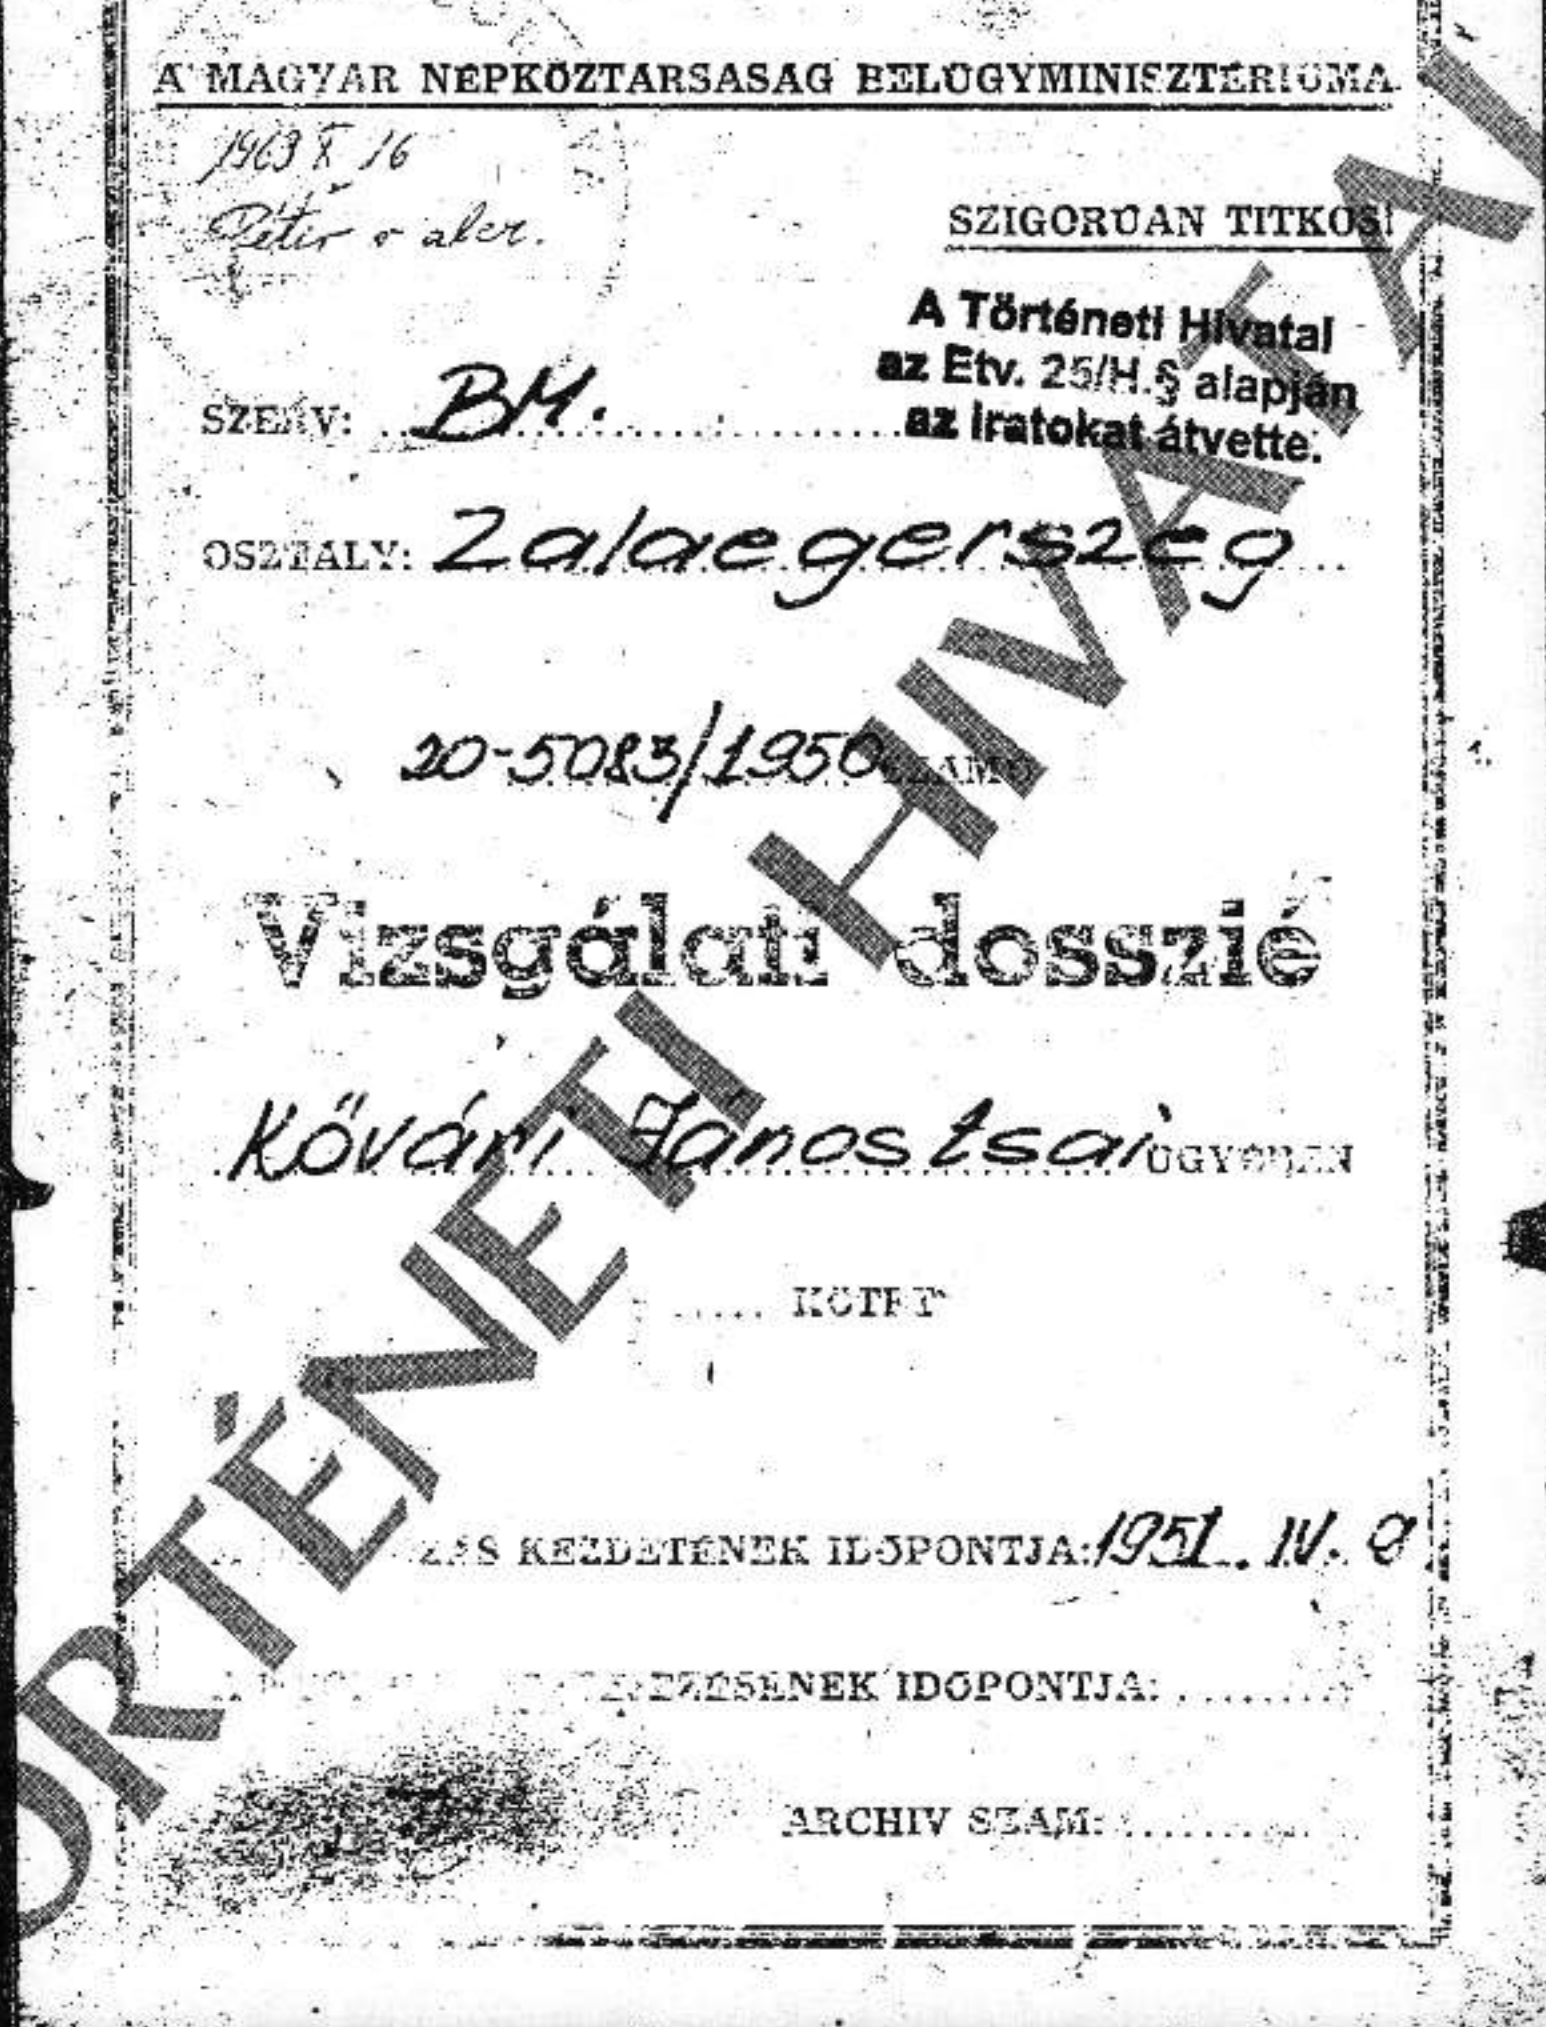 A MAGYAR NÉPKÖZTÁRSASÁG BELÜGYMINISZTÉRIUMA
1963 X 16
SZIGORÚAN TITKOS!
A Történeti Hivatal
az Etv. 25/H.§ alapján
az iratokat átvette.
SZERV: BM.
OSZTÁLY: Zalaegerszeg
20-5083/1950 SZÁMÚ
Vizsgálati dosszié
Kővári János tsai ÜGYÉBEN
..... KÖTET
KEZDETÉNEK IDŐPONTJA: 1951. IV. 9
IDŐPONTJA: .........
ARCHIV SZÁM: ..........
TÖRTÉNETI HIVATAL